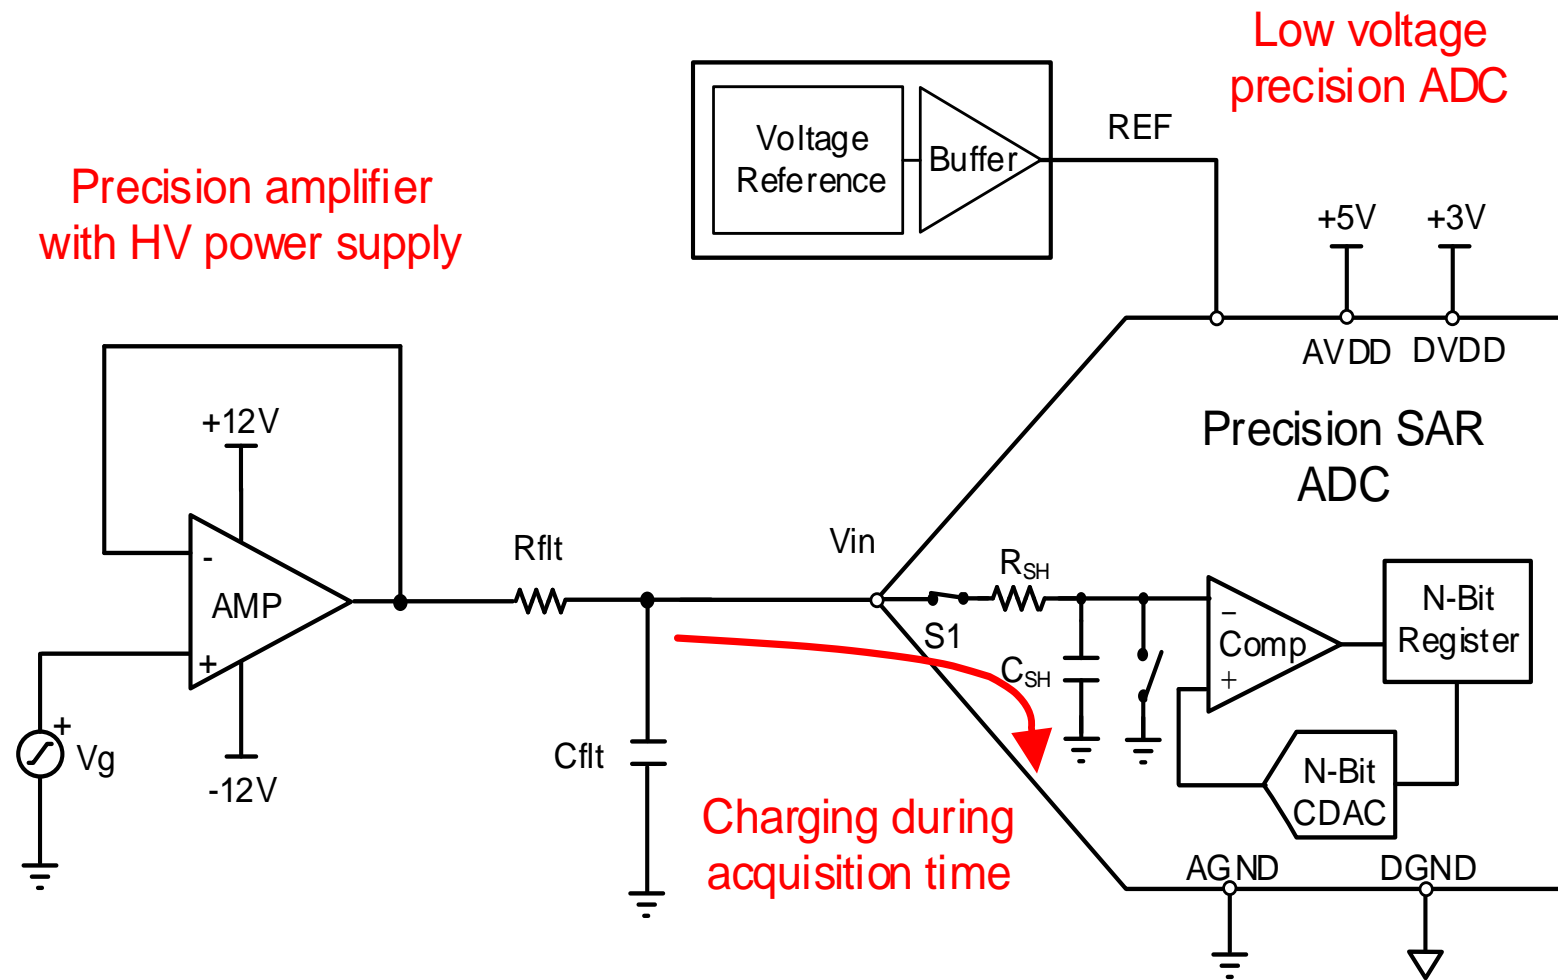 Low voltage
precision ADC
Precision amplifier
with HV power supply
Voltage
Reference
Buffer
REF
+5V
+3V
AVDD
DVDD
Precision SAR
ADC
+12V
-
AMP
+
-12V
+
Vg
Rflt
Cflt
Vin
S1
RSH
CSH
−
Comp
+
N-Bit
Register
N-Bit
CDAC
Charging during
acquisition time
AGND
DGND